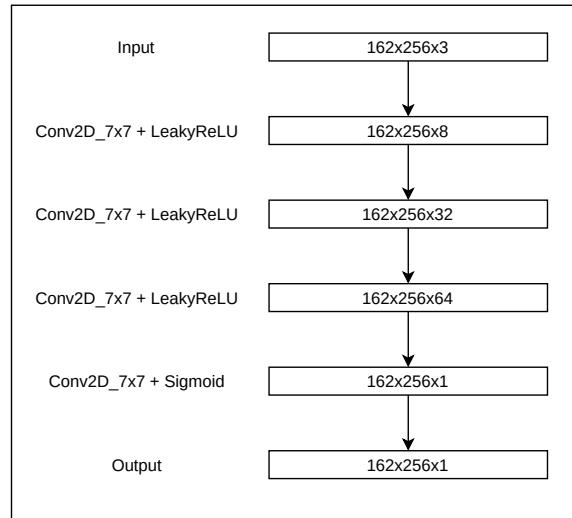 Input 162x256x3
Conv2D_7x7 + LeakyReLU 162x256x8
Conv2D_7x7 + LeakyReLU 162x256x32
Conv2D_7x7 + LeakyReLU 162x256x64
Conv2D_7x7 + Sigmoid 162x256x1
Output 162x256x1